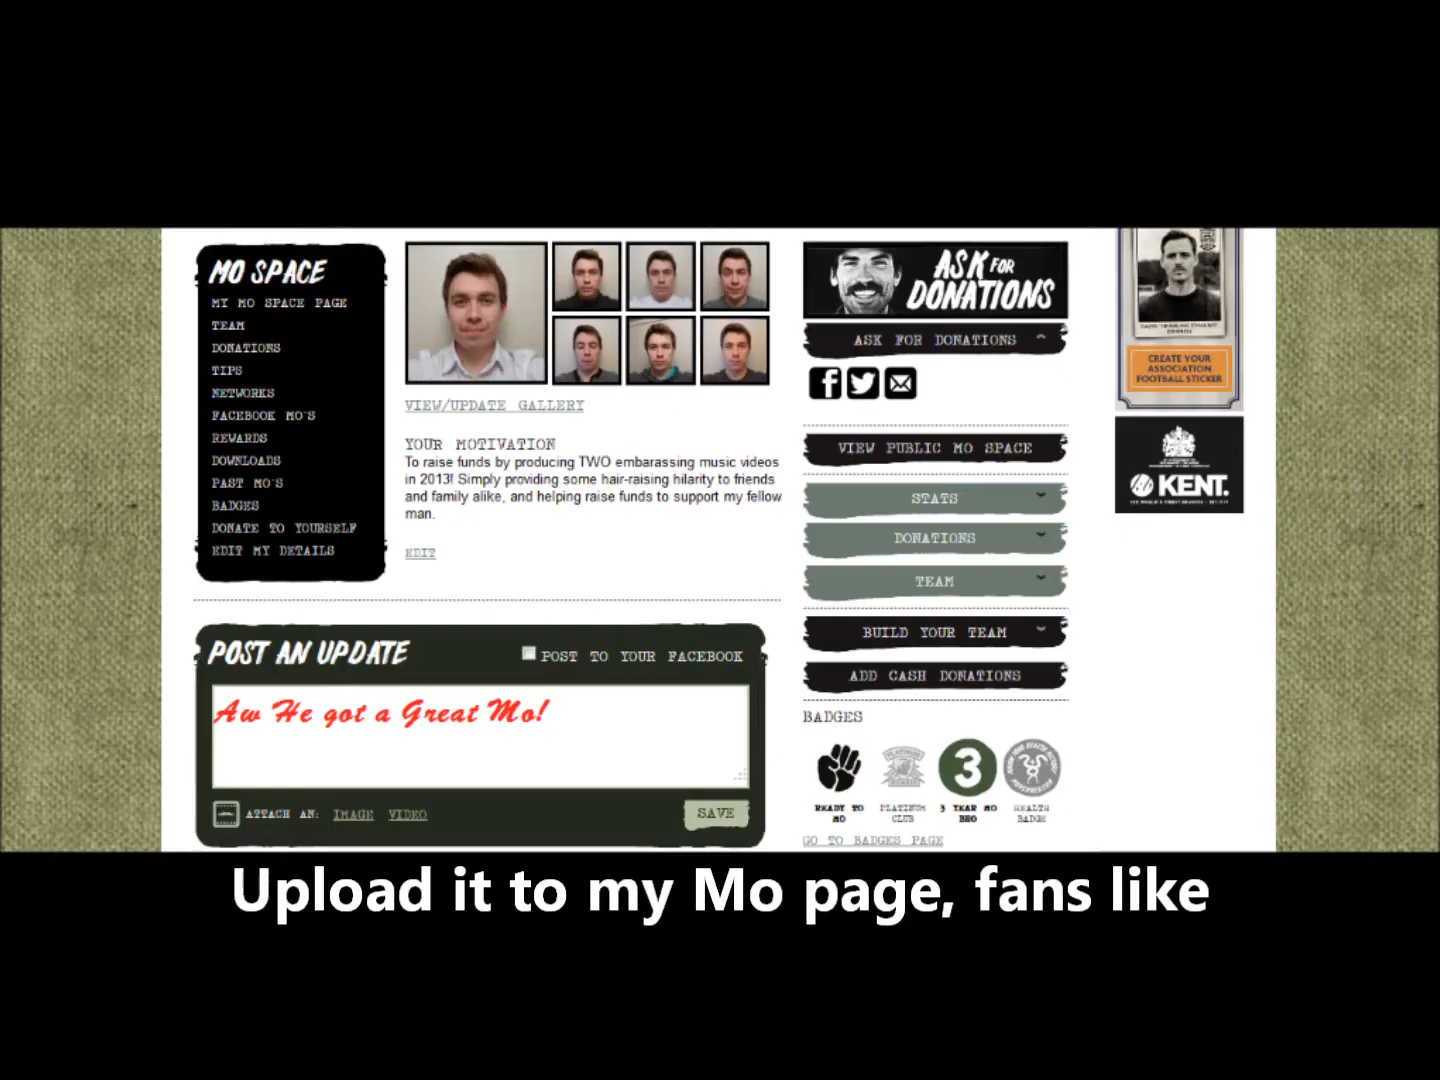 MO SPACE
MY MO SPACE PAGE
TEAM
DONATIONS
TIPS
NETWORKS
FACEBOOK MO'S
REWARDS
DOWNLOADS
PAST MO'S
BADGES
DONATE TO YOURSELF
EDIT MY DETAILS
VIEW/UPDATE GALLERY
YOUR MOTIVATION
To raise funds by producing TWO embarassing music videos
in 2013! Simply providing some hair-raising hilarity to friends
and family alike, and helping raise funds to support my fellow
man.
EDIT
POST AN UPDATE
POST TO YOUR FACEBOOK
Aw He got a Great Mo!
ATTACH AN: IMAGE VIDEO
SAVE
ASK FOR
DONATIONS
ASK FOR DONATIONS
VIEW PUBLIC MO SPACE
STATS
DONATIONS
TEAM
BUILD YOUR TEAM
ADD CASH DONATIONS
BADGES
3
READY TO
MO
PLATINUM
CLUB
3 YEAR MO
BRO
HEALTH
BADGE
GO TO BADGES PAGE
CREATE YOUR
ASSOCIATION
FOOTBALL STICKER
KENT.
Upload it to my Mo page, fans like